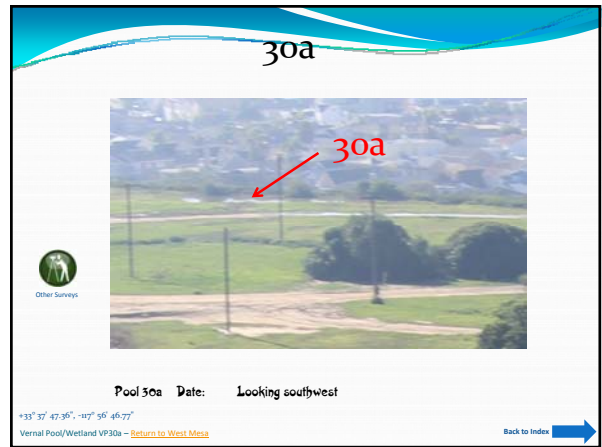 30a
30a
Other Surveys
Pool 30a Date: Looking southwest
+33° 37' 47.36", -117° 56' 46.77"
Vernal Pool/Wetland VP30a – Return to West Mesa
Back to Index